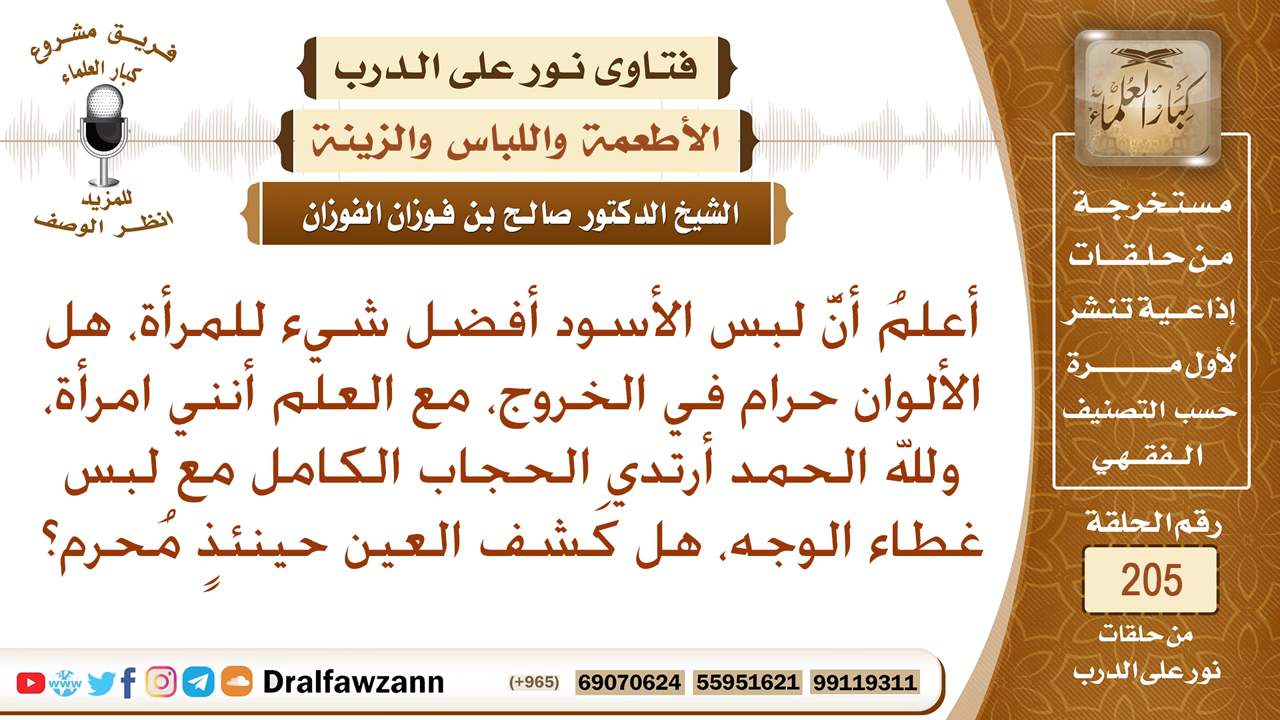 فريق مشروع
كبار العلماء
للمزيد
انظر الوصف
فتاوى نور على الدرب
الأطعمة واللباس والزينة
الشيخ الدكتور صالح بن فوزان الفوزان
أعلمُ أنّ لبس الأسود أفضل شيء للمرأة، هل
الألوان حرام في الخروج، مع العلم أنني امرأة،
ولله الحمد أرتدي الحجاب الكامل مع لبس
غطاء الوجه، هل كَشف العين حينئذٍ مُحرم؟
كبار العلماء
مستخرجة
من حلقات
إذاعية تنشر
لأول مرة
حسب التصنيف
الفقهي
رقم الحلقة
205
من حلقات
نور على الدرب
www
Dralfawzann
(+965) 69070624 55951621 99119311